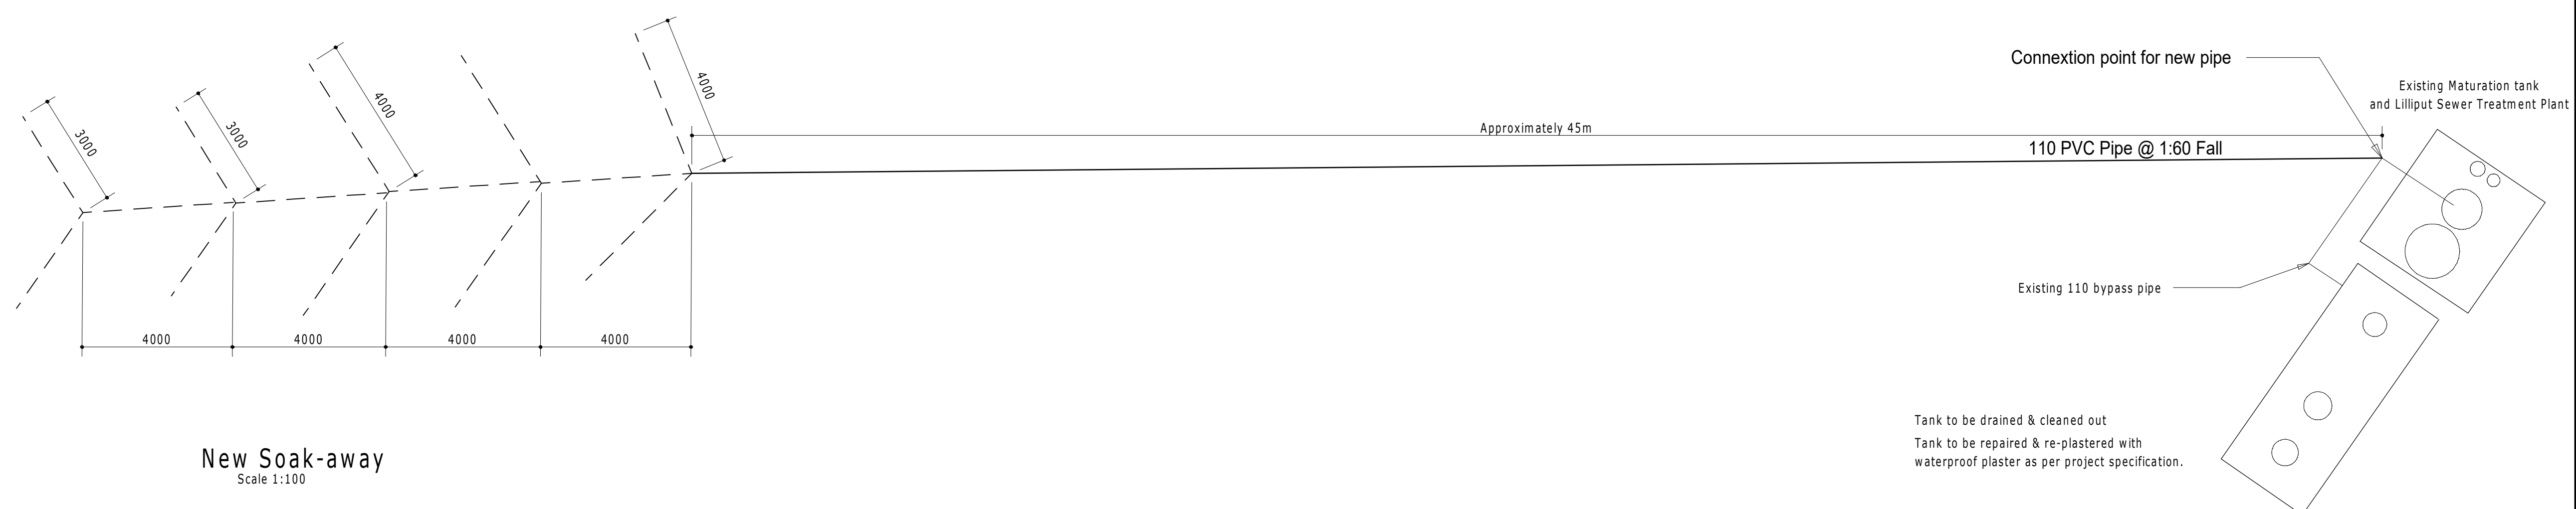 4000
Connextion point for new pipe
Existing Maturation tank
and Lilliput Sewer Treatment Plant
3000
3000
4000
Approximately 45m
110 PVC Pipe @ 1:60 Fall
Existing 110 bypass pipe
4000
4000
4000
4000
Tank to be drained & cleaned out
Tank to be repaired & re-plastered with
waterproof plaster as per project specification.
New Soak-away
Scale 1:100